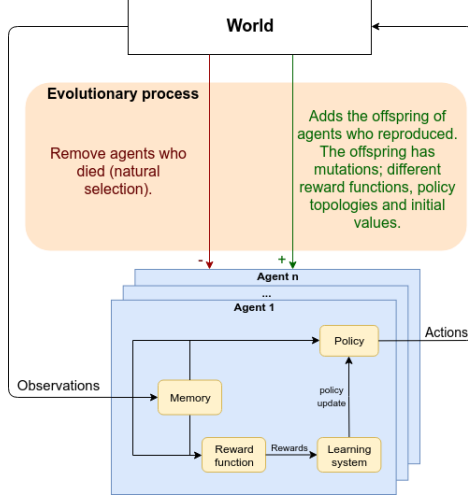 World
Evolutionary process
Remove agents who
died (natural
selection).
Adds the offspring of
agents who reproduced.
The offspring has
mutations; different
reward functions, policy
topologies and initial
values.
-
+
Agent n
...
Agent 1
Policy
Actions
Observations
Memory
policy
update
Reward
function
Rewards
Learning
system